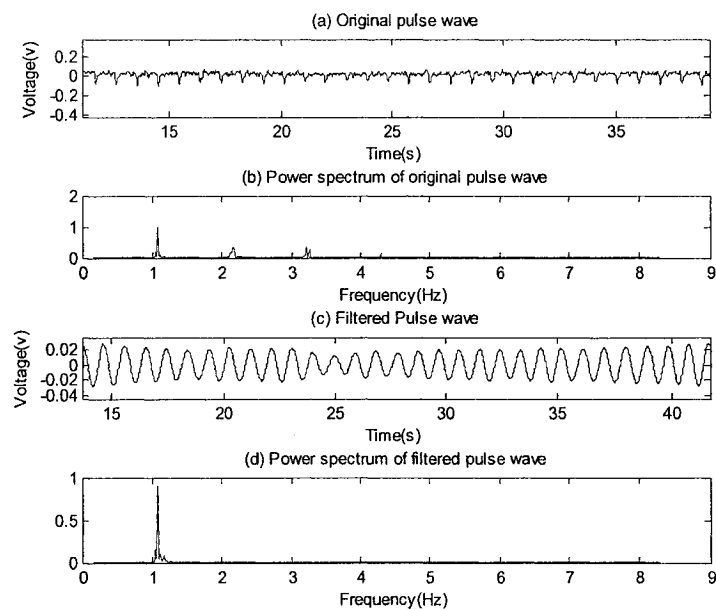 (a) Original pulse wave
Voltage(v)
0.2
0
-0.2
-0.4
15 20 25 30 35
Time(s)
(b) Power spectrum of original pulse wave
2
1
0
0 1 2 3 4 5 6 7 8 9
Frequency(Hz)
(c) Filtered Pulse wave
Voltage(v)
0.02
0
-0.02
-0.04
15 20 25 30 35 40
Time(s)
(d) Power spectrum of filtered pulse wave
1
0.5
0
0 1 2 3 4 5 6 7 8 9
Frequency(Hz)